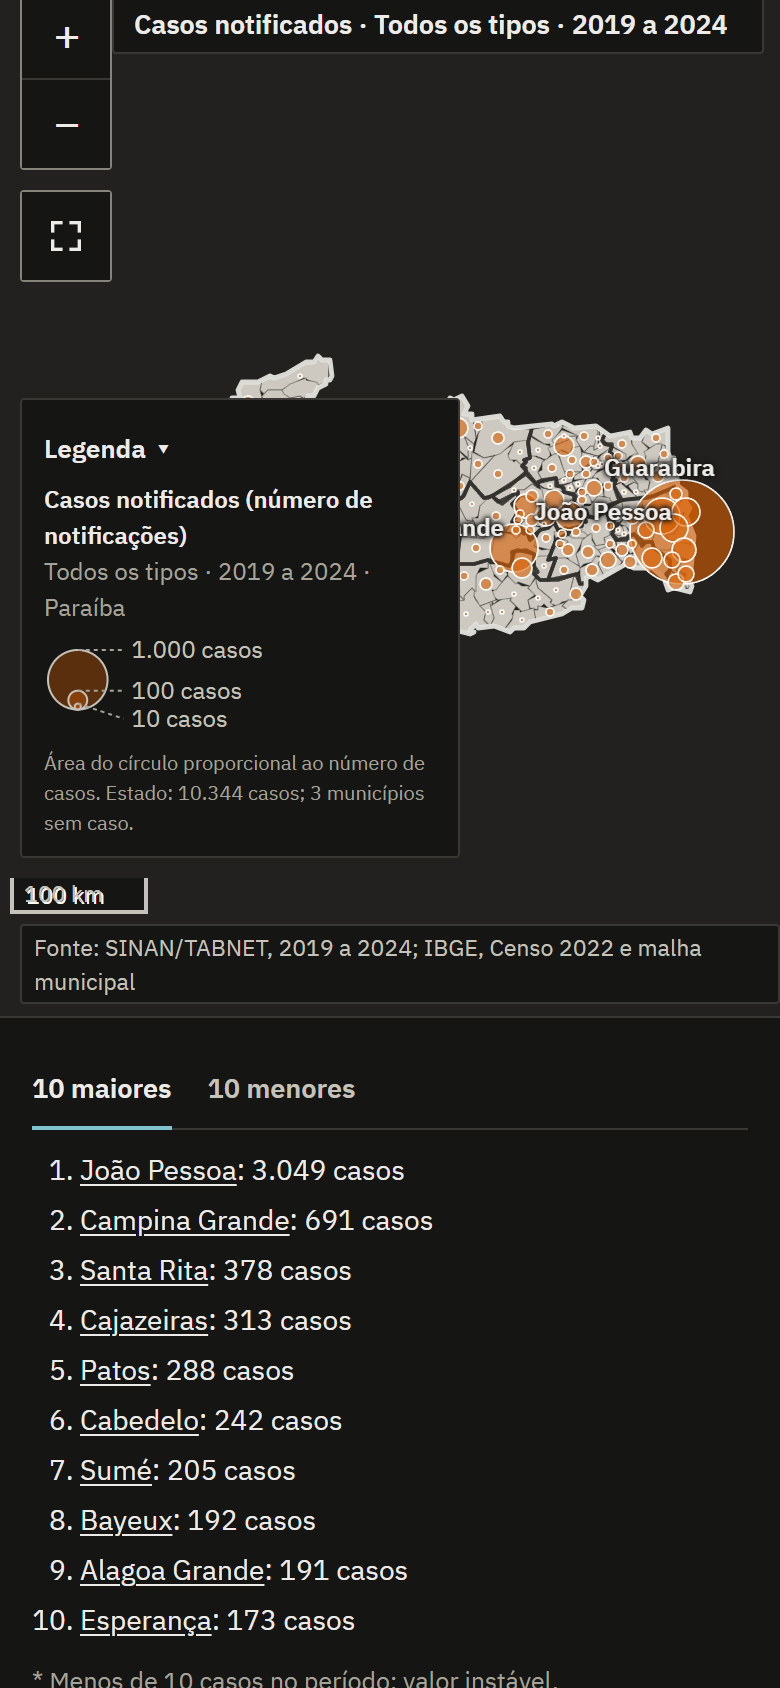 +
Casos notificados · Todos os tipos · 2019 a 2024
−
Legenda ▼
Casos notificados (número de
notificações)
Todos os tipos · 2019 a 2024 ·
Paraíba
1.000 casos
100 casos
10 casos
Área do círculo proporcional ao número de
casos. Estado: 10.344 casos; 3 municípios
sem caso.
Guarabira
João Pessoa
nde
100 km
Fonte: SINAN/TABNET, 2019 a 2024; IBGE, Censo 2022 e malha
municipal
10 maiores 10 menores
1. João Pessoa: 3.049 casos
2. Campina Grande: 691 casos
3. Santa Rita: 378 casos
4. Cajazeiras: 313 casos
5. Patos: 288 casos
6. Cabedelo: 242 casos
7. Sumé: 205 casos
8. Bayeux: 192 casos
9. Alagoa Grande: 191 casos
10. Esperança: 173 casos
* Menos de 10 casos no período: valor instável.